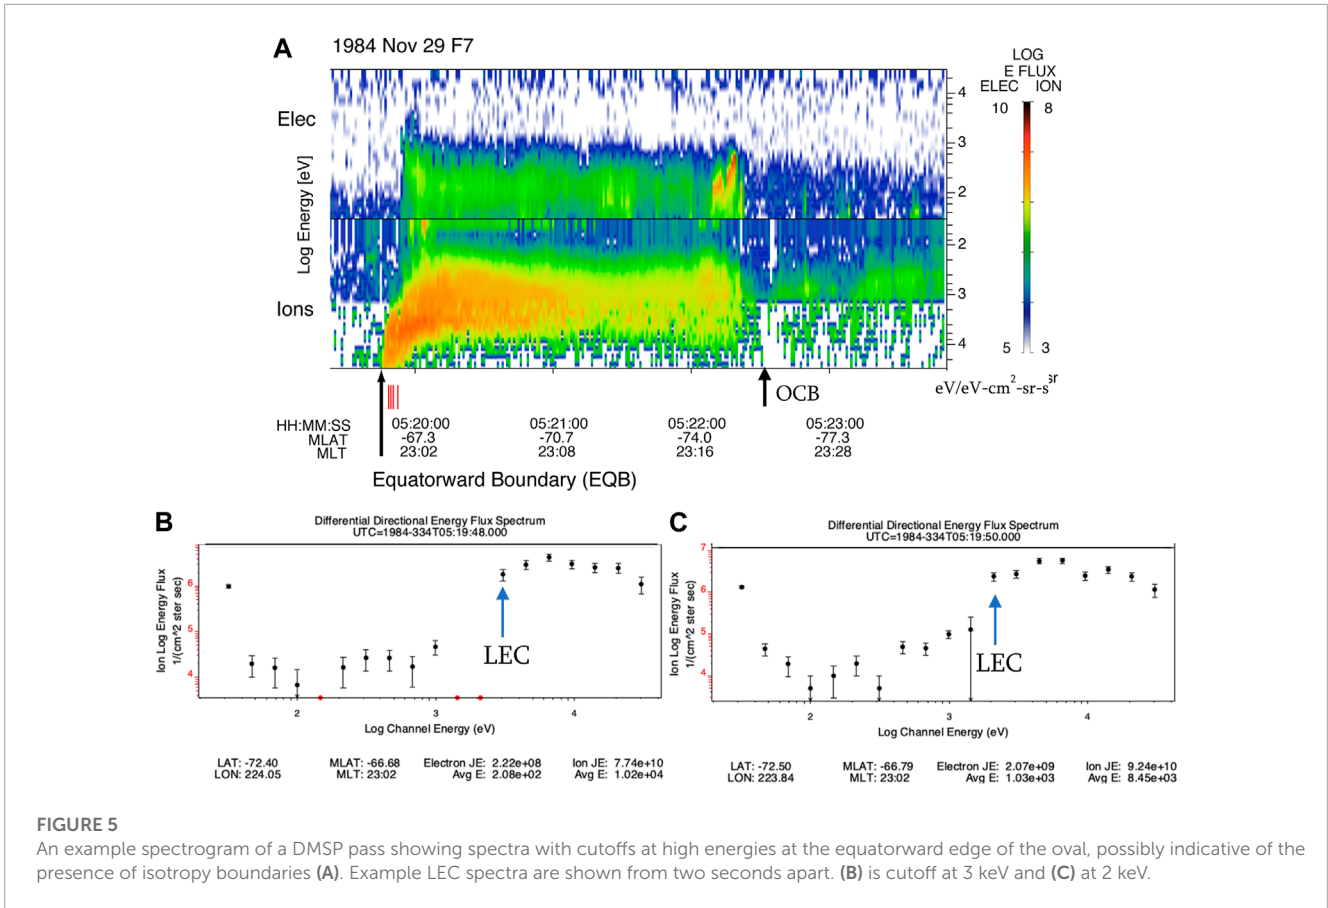 A
1984 Nov 29 F7
LOG
E FLUX
ELEC ION
10 8
Elec
4
3
2
Log Energy [eV]
2
3
4
Ions
5 3
eV/eV-cm²-sr-s
sr
OCB
HH:MM:SS 05:20:00 05:21:00 05:22:00 05:23:00
MLAT -67.3 -70.7 -74.0 -77.3
MLT 23:02 23:08 23:16 23:28
Equatorward Boundary (EQB)
B
Differential Directional Energy Flux Spectrum
UTC=1984-334T05:19:48.000
Ion Log Energy Flux
1/(cm^2 ster sec)
6
5
4
LEC
2 3 4
Log Channel Energy (eV)
LAT: -72.40 MLAT: -66.68 Electron JE: 2.22e+08 Ion JE: 7.74e+10
LON: 224.05 MLT: 23:02 Avg E: 2.08e+02 Avg E: 1.02e+04
C
Differential Directional Energy Flux Spectrum
UTC=1984-334T05:19:50.000
Ion Log Energy Flux
1/(cm^2 ster sec)
7
6
5
4
LEC
2 3 4
Log Channel Energy (eV)
LAT: -72.50 MLAT: -66.79 Electron JE: 2.07e+09 Ion JE: 9.24e+10
LON: 223.84 MLT: 23:02 Avg E: 1.03e+03 Avg E: 8.45e+03
FIGURE 5
An example spectrogram of a DMSP pass showing spectra with cutoffs at high energies at the equatorward edge of the oval, possibly indicative of the
presence of isotropy boundaries (A). Example LEC spectra are shown from two seconds apart. (B) is cutoff at 3 keV and (C) at 2 keV.